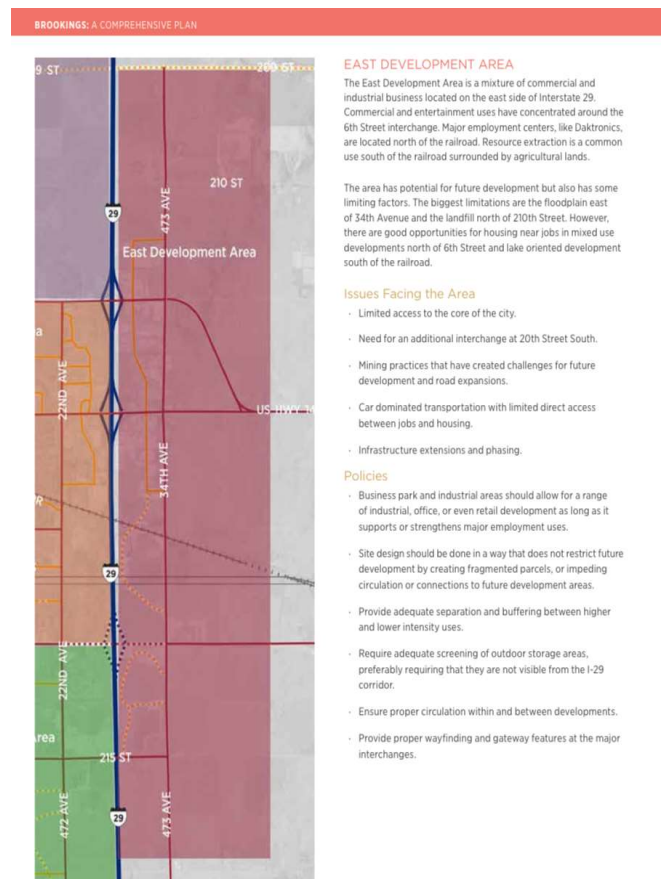 BROOKINGS: A COMPREHENSIVE PLAN
9 ST
209 ST
210 ST
29
473 AVE
East Development Area
a
22ND AVE
US HWY 14
34TH AVE
R
29
22ND AVE
rea
215 ST
472 AVE
29
473 AVE
EAST DEVELOPMENT AREA
The East Development Area is a mixture of commercial and
industrial business located on the east side of Interstate 29.
Commercial and entertainment uses have concentrated around the
6th Street interchange. Major employment centers, like Daktronics,
are located north of the railroad. Resource extraction is a common
use south of the railroad surrounded by agricultural lands.
The area has potential for future development but also has some
limiting factors. The biggest limitations are the floodplain east
of 34th Avenue and the landfill north of 210th Street. However,
there are good opportunities for housing near jobs in mixed use
developments north of 6th Street and lake oriented development
south of the railroad.
Issues Facing the Area
· Limited access to the core of the city.
· Need for an additional interchange at 20th Street South.
· Mining practices that have created challenges for future
development and road expansions.
· Car dominated transportation with limited direct access
between jobs and housing.
· Infrastructure extensions and phasing.
Policies
· Business park and industrial areas should allow for a range
of industrial, office, or even retail development as long as it
supports or strengthens major employment uses.
· Site design should be done in a way that does not restrict future
development by creating fragmented parcels, or impeding
circulation or connections to future development areas.
· Provide adequate separation and buffering between higher
and lower intensity uses.
· Require adequate screening of outdoor storage areas,
preferably requiring that they are not visible from the I-29
corridor.
· Ensure proper circulation within and between developments.
· Provide proper wayfinding and gateway features at the major
interchanges.